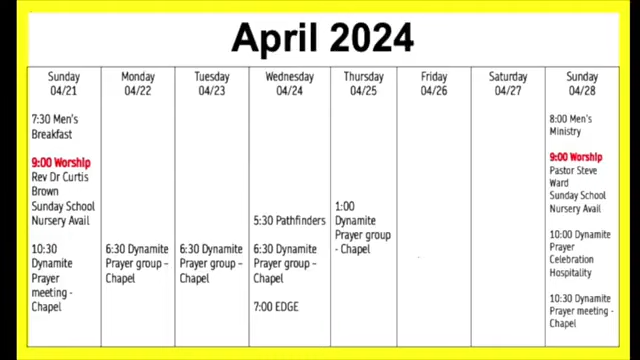 April 2024
Sunday
04/21
7:30 Men's
Breakfast
9:00 Worship
Rev Dr Curtis
Brown
Sunday School
Nursery Avail
10:30
Dynamite
Prayer
meeting -
Chapel
Monday
04/22
6:30 Dynamite
Prayer group –
Chapel
Tuesday
04/23
6:30 Dynamite
Prayer group –
Chapel
Wednesday
04/24
5:30 Pathfinders
6:30 Dynamite
Prayer group–
Chapel
7:00 EDGE
Thursday
04/25
1:00
Dynamite
Prayer group
- Chapel
Friday
04/26
Saturday
04/27
Sunday
04/28
8:00 Men's
Ministry
9:00 Worship
Pastor Steve
Ward
Sunday School
Nursery Avail
10:00 Dynamite
Prayer
Celebration
Hospitality
10:30 Dynamite
Prayer meeting -
Chapel